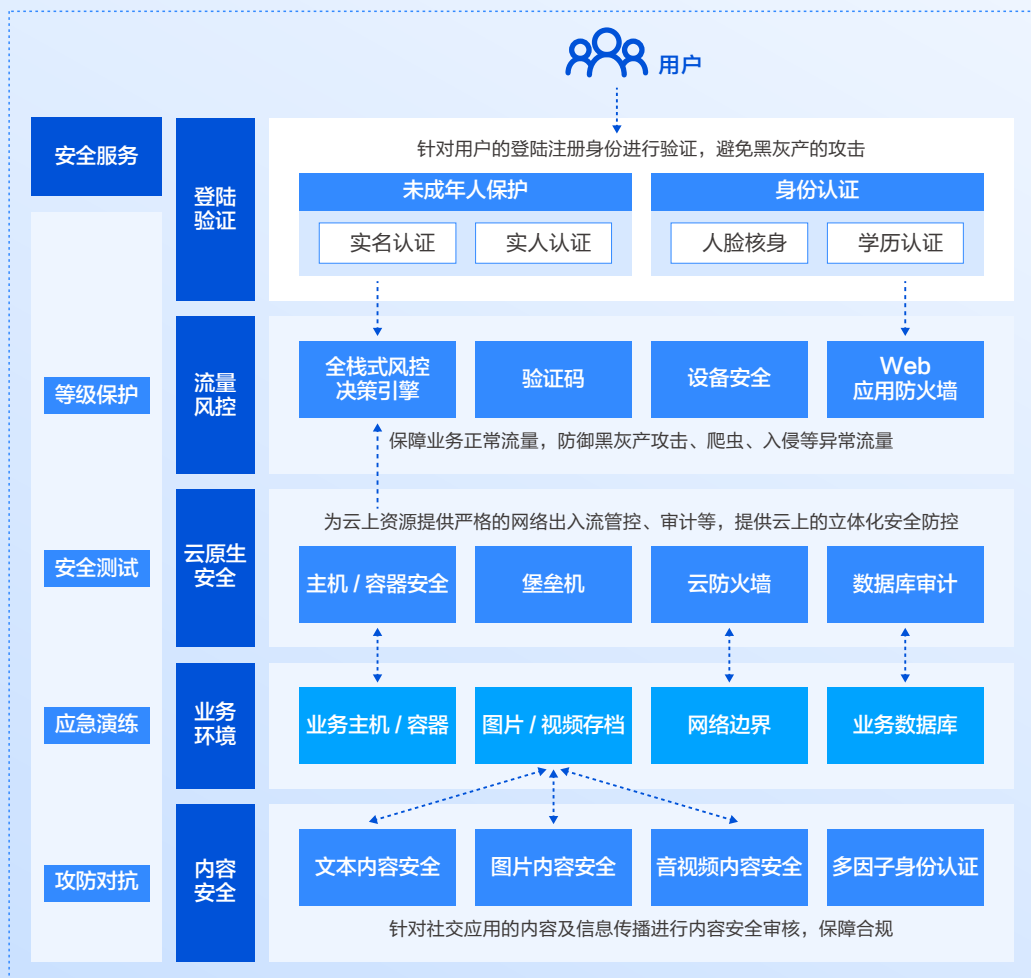 用户
安全服务
等级保护
安全测试
应急演练
攻防对抗
登陆
验证
针对用户的登陆注册身份进行验证，避免黑灰产的攻击
未成年人保护
身份认证
实名认证
实人认证
人脸核身
学历认证
流量
风控
全栈式风控
决策引擎
验证码
设备安全
Web
应用防火墙
保障业务正常流量，防御黑灰产攻击、爬虫、入侵等异常流量
云原生
安全
为云上资源提供严格的网络出入流管控、审计等，提供云上的立体化安全防控
主机 / 容器安全
堡垒机
云防火墙
数据库审计
业务
环境
业务主机 / 容器
图片 / 视频存档
网络边界
业务数据库
内容
安全
文本内容安全
图片内容安全
音视频内容安全
多因子身份认证
针对社交应用的内容及信息传播进行内容安全审核，保障合规